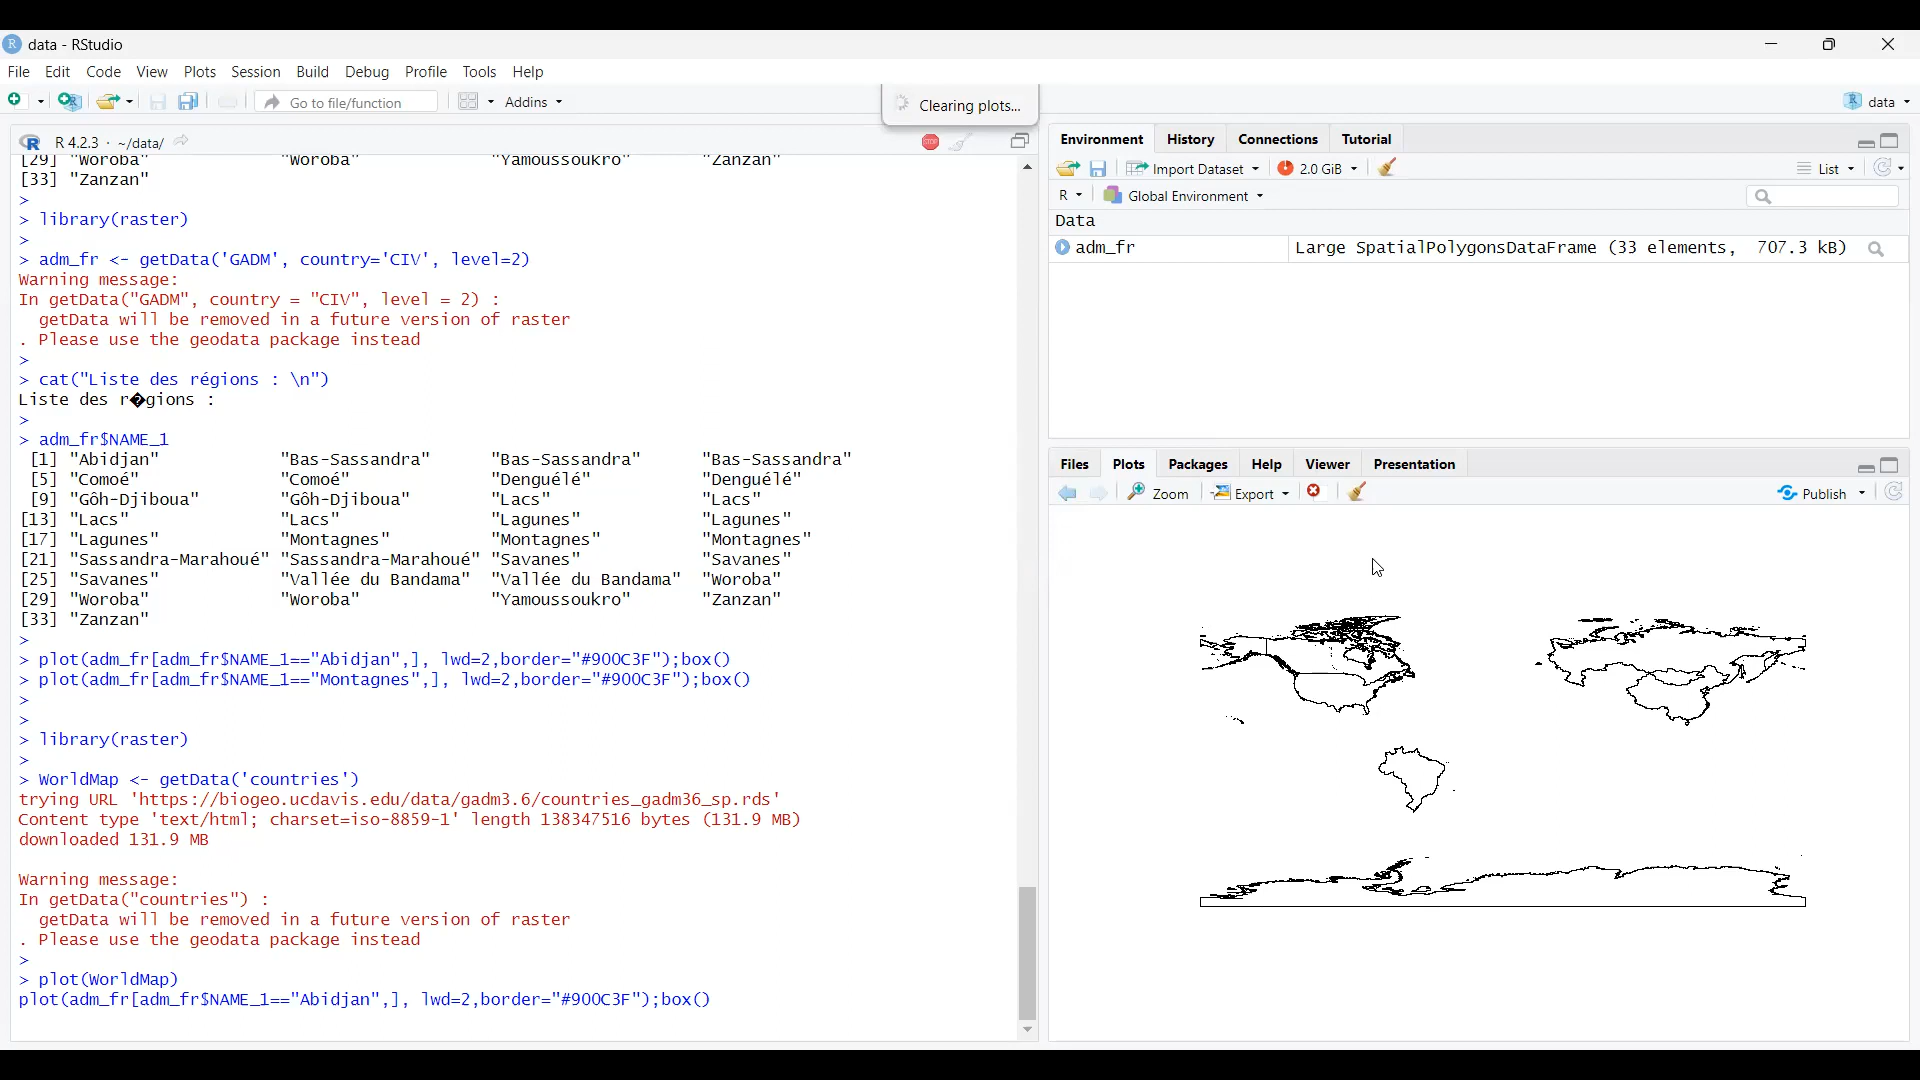 data - RStudio
File Edit Code View Plots Session Build Debug Profile Tools Help
Go to file/function Addins
Clearing plots...
data
R 4.2.3 · ~/data/
[29] "Woroba" "Woroba" "Yamoussoukro" "Zanzan"
[33] "Zanzan"
>
> library(raster)
>
> adm_fr <- getData('GADM', country='CIV', level=2)
Warning message:
In getData("GADM", country = "CIV", level = 2) :
getData will be removed in a future version of raster
. Please use the geodata package instead
>
> cat("Liste des régions : \n")
Liste des r�gions :
>
> adm_fr$NAME_1
[1] "Abidjan" "Bas-Sassandra" "Bas-Sassandra" "Bas-Sassandra"
[5] "Comoé" "Comoé" "Denguélé" "Denguélé"
[9] "Gôh-Djiboua" "Gôh-Djiboua" "Lacs" "Lacs"
[13] "Lacs" "Lacs" "Lagunes" "Lagunes"
[17] "Lagunes" "Montagnes" "Montagnes" "Montagnes"
[21] "Sassandra-Marahoué" "Sassandra-Marahoué" "Savanes" "Savanes"
[25] "Savanes" "Vallée du Bandama" "Vallée du Bandama" "Woroba"
[29] "Woroba" "Woroba" "Yamoussoukro" "Zanzan"
[33] "Zanzan"
>
> plot(adm_fr[adm_fr$NAME_1=="Abidjan",], lwd=2,border="#900C3F");box()
> plot(adm_fr[adm_fr$NAME_1=="Montagnes",], lwd=2,border="#900C3F");box()
>
>
> library(raster)
>
> WorldMap <- getData('countries')
trying URL 'https://biogeo.ucdavis.edu/data/gadm3.6/countries_gadm36_sp.rds'
Content type 'text/html; charset=iso-8859-1' length 138347516 bytes (131.9 MB)
downloaded 131.9 MB
Warning message:
In getData("countries") :
getData will be removed in a future version of raster
. Please use the geodata package instead
>
> plot(WorldMap)
plot(adm_fr[adm_fr$NAME_1=="Abidjan",], lwd=2,border="#900C3F");box()
Environment History Connections Tutorial
Import Dataset 2.0 GiB List
R Global Environment
Data
adm_fr Large SpatialPolygonsDataFrame (33 elements, 707.3 kB)
Files Plots Packages Help Viewer Presentation
Zoom Export Publish